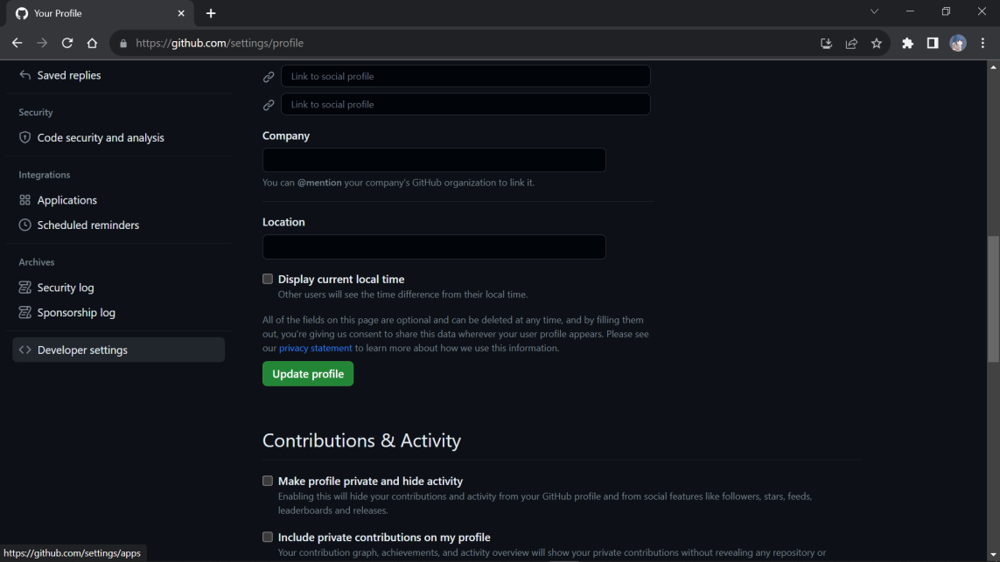 Your Profile
https://github.com/settings/profile
Saved replies
Security
Code security and analysis
Integrations
Applications
Scheduled reminders
Archives
Security log
Sponsorship log
Developer settings
Link to social profile
Link to social profile
Company
You can @mention your company's GitHub organization to link it.
Location
Display current local time
Other users will see the time difference from their local time.
All of the fields on this page are optional and can be deleted at any time, and by filling them
out, you're giving us consent to share this data wherever your user profile appears. Please see
our privacy statement to learn more about how we use this information.
Update profile
Contributions & Activity
Make profile private and hide activity
Enabling this will hide your contributions and activity from your GitHub profile and from social features like followers, stars, feeds,
leaderboards and releases.
Include private contributions on my profile
Your contribution graph, achievements, and activity overview will show your private contributions without revealing any repository or
https://github.com/settings/apps